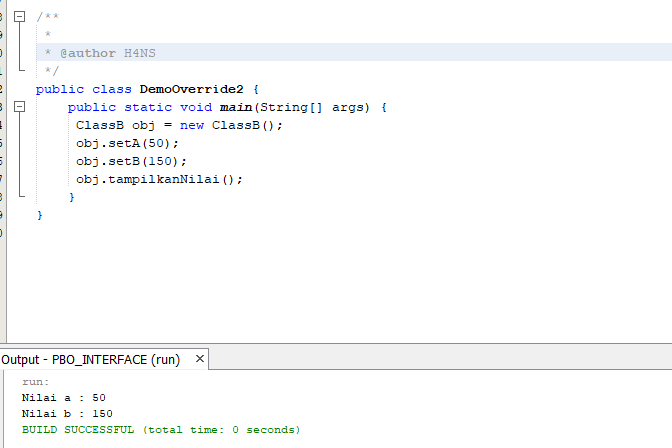 /**
*
* @author H4NS
*/
public class DemoOverride2 {
public static void main(String[] args) {
ClassB obj = new ClassB();
obj.setA(50);
obj.setB(150);
obj.tampilkanNilai();
}
}
Output - PBO_INTERFACE (run) ×
run:
Nilai a : 50
Nilai b : 150
BUILD SUCCESSFUL (total time: 0 seconds)